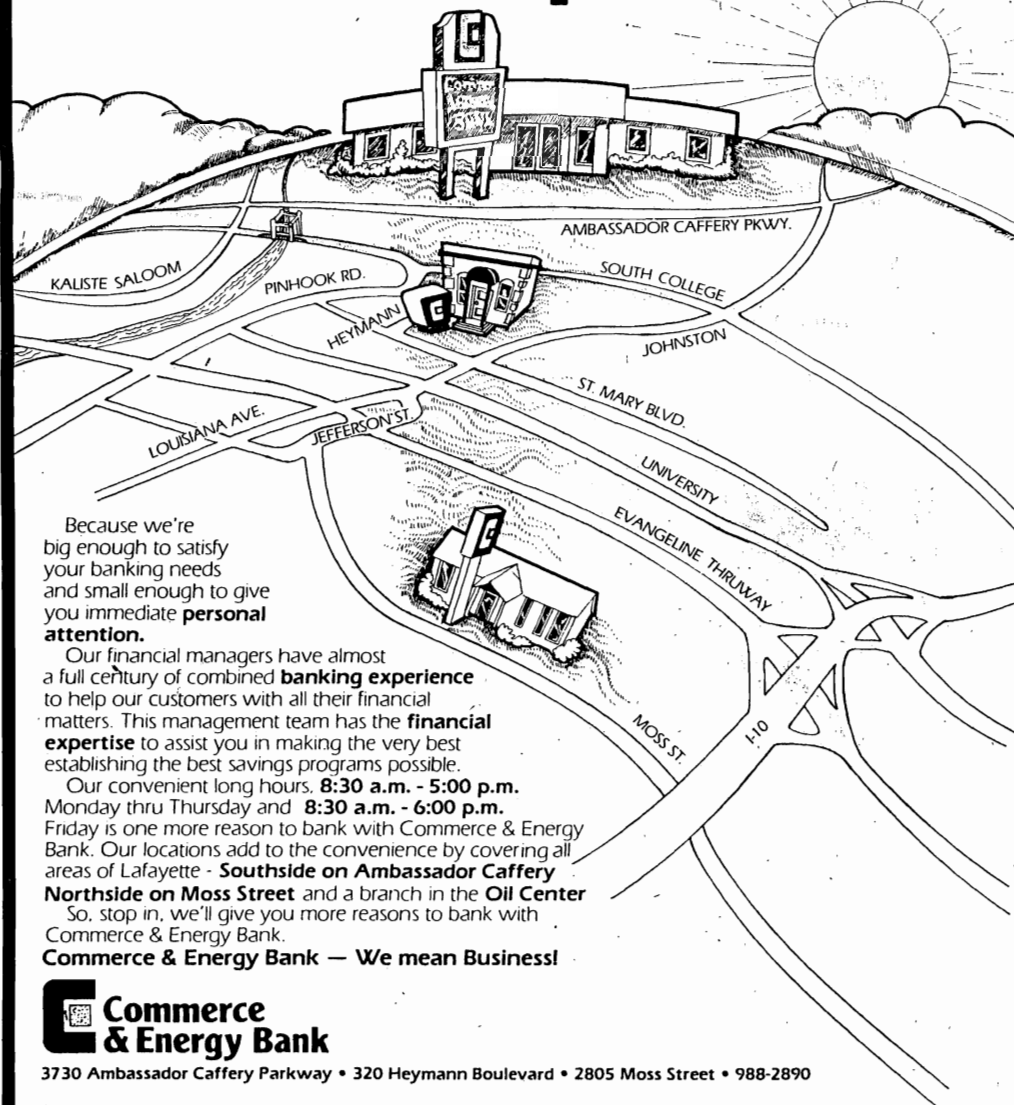 COMMERCE
BANK
AMBASSADOR CAFFERY PKWY.
KALISTE SALOOM
PINHOOK RD.
SOUTH COLLEGE
HEYMANN
JOHNSTON
ST. MARY BLVD.
LOUISIANA AVE.
JEFFERSON ST.
UNIVERSITY
EVANGELINE THRUWAY
MOSS ST.
I-10
Because we're
big enough to satisfy
your banking needs
and small enough to give
you immediate personal
attention.
Our financial managers have almost
a full century of combined banking experience
to help our customers with all their financial
matters. This management team has the financial
expertise to assist you in making the very best
establishing the best savings programs possible.
Our convenient long hours, 8:30 a.m. - 5:00 p.m.
Monday thru Thursday and 8:30 a.m. - 6:00 p.m.
Friday is one more reason to bank with Commerce & Energy
Bank. Our locations add to the convenience by covering all
areas of Lafayette - Southside on Ambassador Caffery
Northside on Moss Street and a branch in the Oil Center
So, stop in, we'll give you more reasons to bank with
Commerce & Energy Bank.
Commerce & Energy Bank — We mean Business!
Commerce
& Energy Bank
3730 Ambassador Caffery Parkway • 320 Heymann Boulevard • 2805 Moss Street • 988-2890